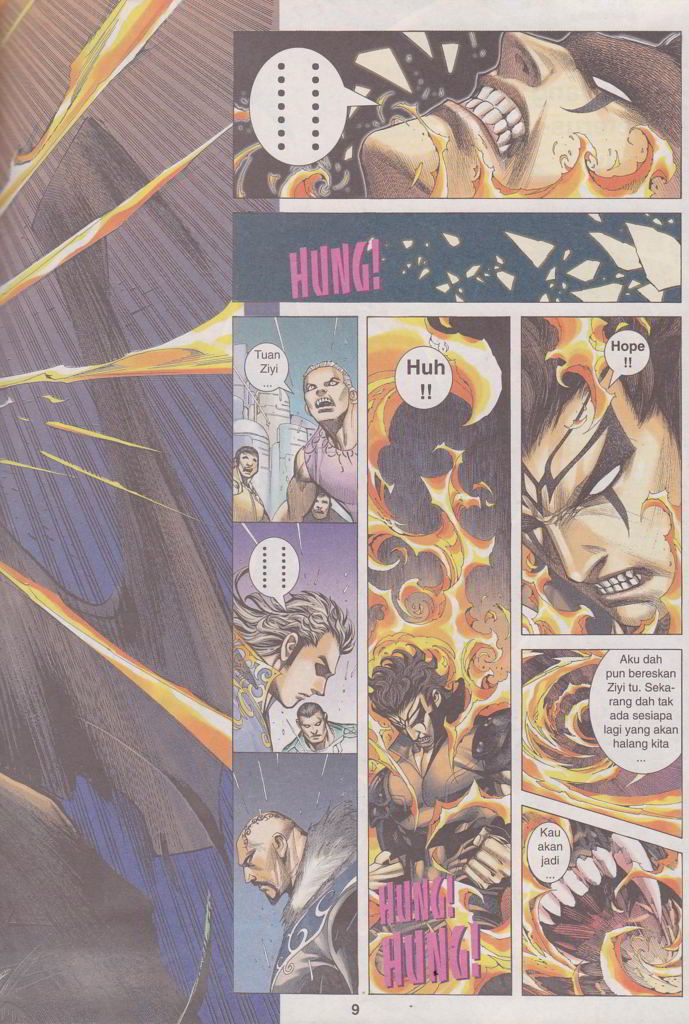 HUNG!
Tuan
Ziyi
...
Huh
!!
Hope
!!
HUNG!
HUNG!
Aku dah
pun bereskan
Ziyi tu. Seka-
rang dah tak
ada sesiapa
lagi yang akan
halang kita
...
Kau
akan
jadi
...
9